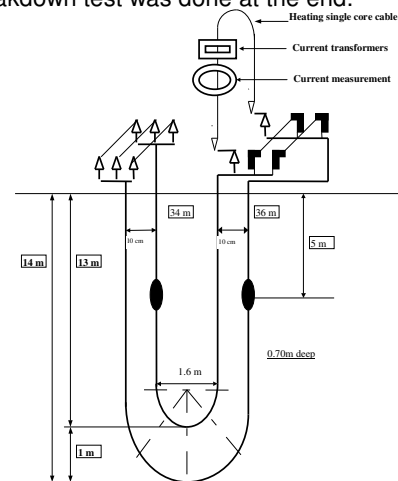 akdown test was done at the end.
Heating single core cable
Current transformers
Current measurement
34 m
36 m
10 cm
10 cm
5 m
14 m
13 m
0.70m deep
1.6 m
1 m